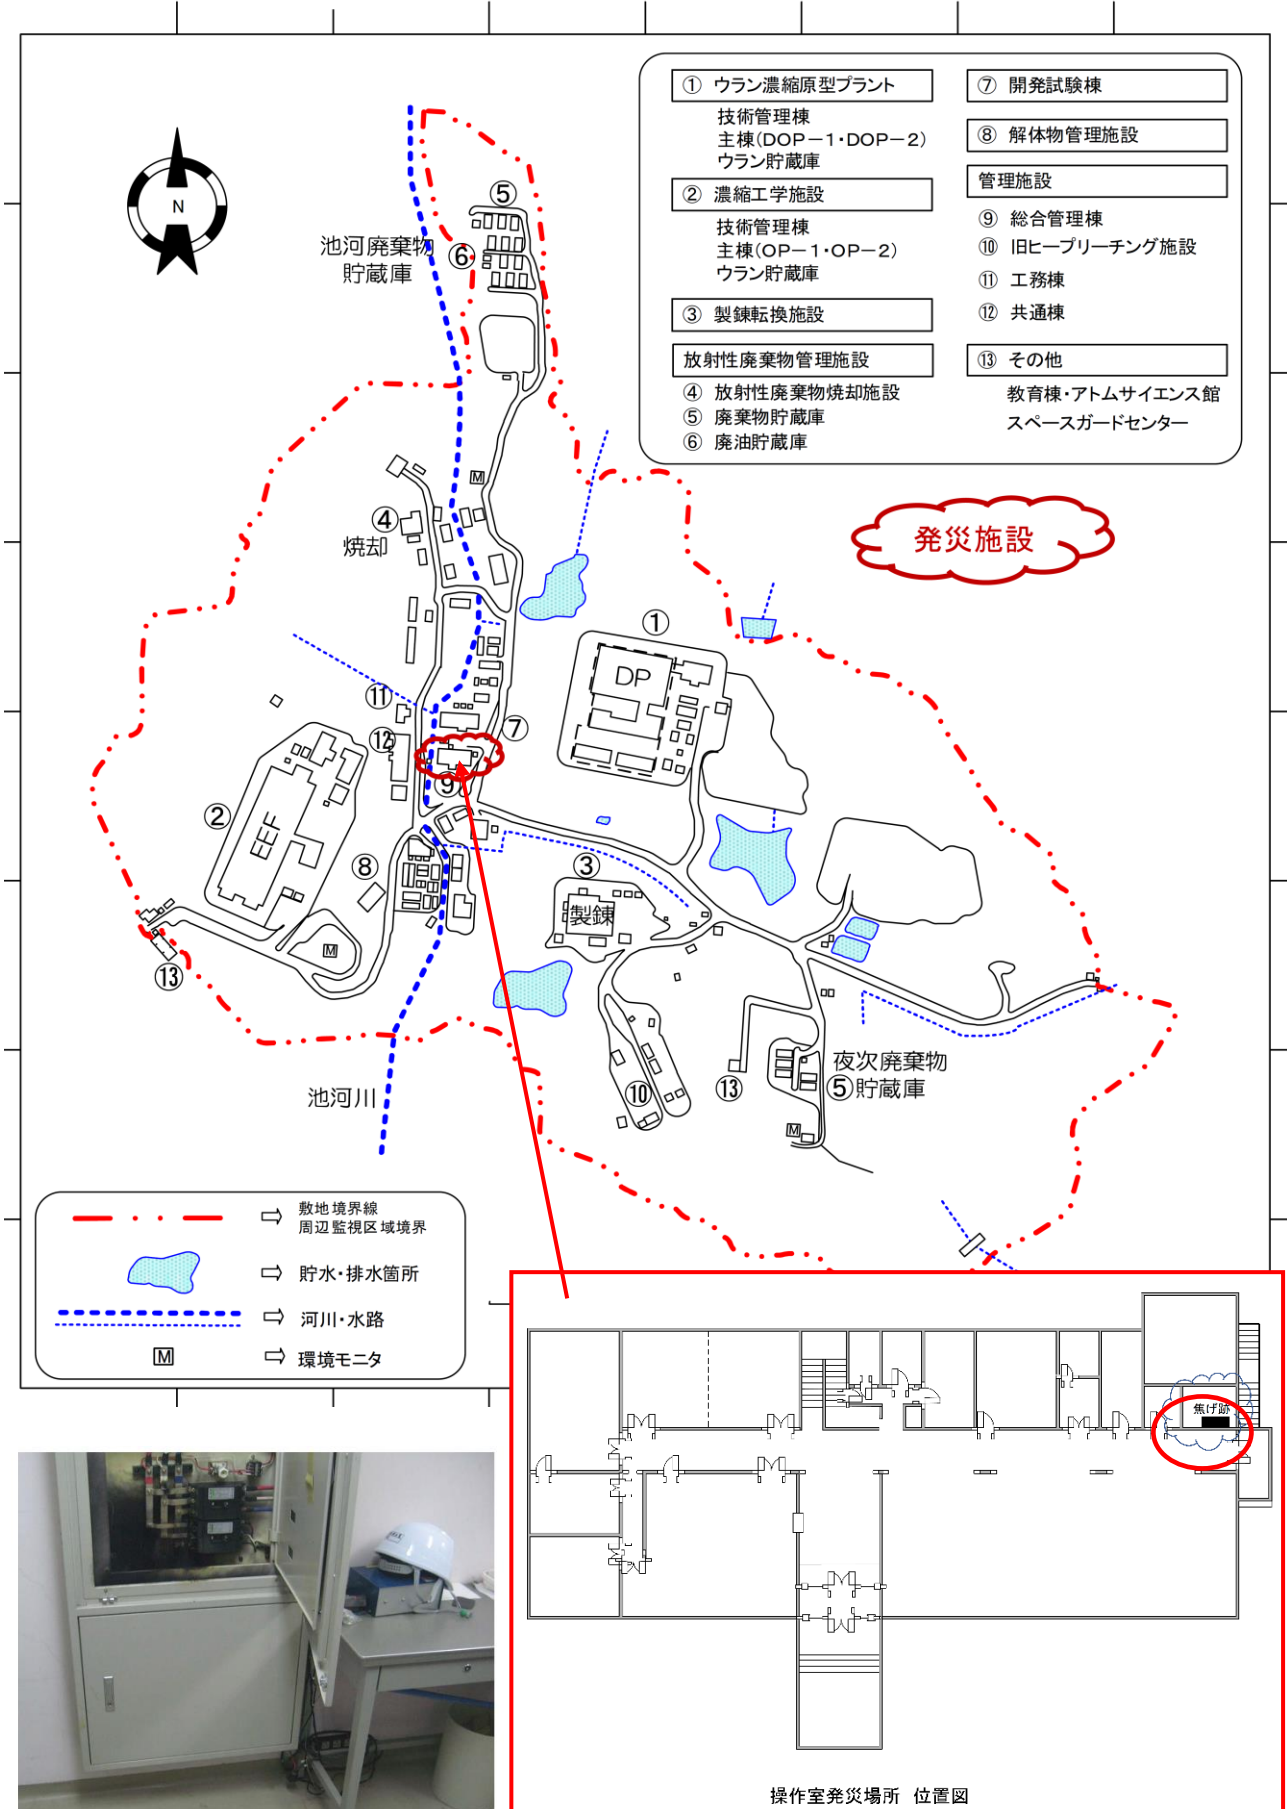 ① ウラン濃縮原型プラント
技術管理棟
主棟(DOP－1・DOP－2)
ウラン貯蔵庫
② 濃縮工学施設
技術管理棟
主棟(OP－1・OP－2)
ウラン貯蔵庫
③ 製錬転換施設
放射性廃棄物管理施設
④ 放射性廃棄物焼却施設
⑤ 廃棄物貯蔵庫
⑥ 廃油貯蔵庫
⑦ 開発試験棟
⑧ 解体物管理施設
管理施設
⑨ 総合管理棟
⑩ 旧ヒープリーチング施設
⑪ 工務棟
⑫ 共通棟
⑬ その他
教育棟・アトムサイエンス館
スペースガードセンター
N
⑤
池河廃棄物
貯蔵庫
⑥
M
④
焼却
発災施設
①
DP
⑪
⑦
⑫
⑨
②
EEF
⑧
③
製錬
M
⑬
⑩
⑬
夜次廃棄物
⑤貯蔵庫
M
池河川
敷地境界線
周辺監視区域境界
貯水・排水箇所
河川・水路
M
環境モニタ
焦げ跡
操作室発災場所 位置図